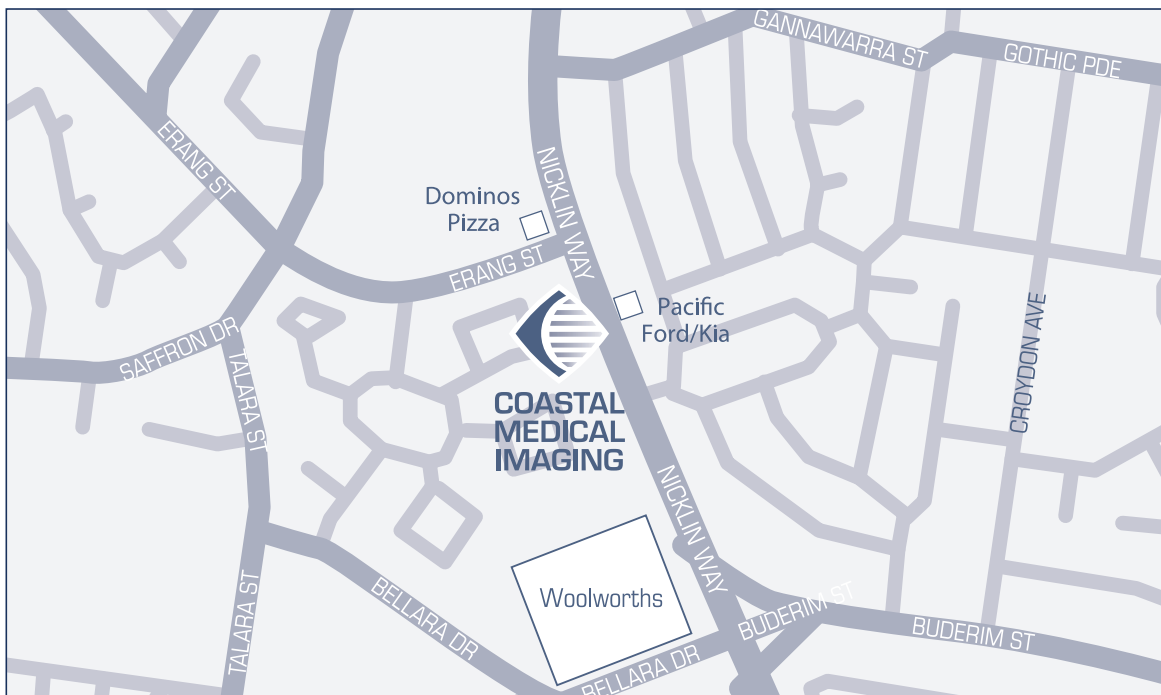 GANNAWARRA ST
GOTHIC PDE
ERANG ST
NICKLIN WAY
Dominos
Pizza
ERANG ST
Pacific
Ford/Kia
SAFFRON DR
TALARA ST
CROYDON AVE
COASTAL
MEDICAL
IMAGING
NICKLIN WAY
Woolworths
BELLARA DR
TALARA ST
BUDERIM ST
BUDERIM ST
BELLARA DR